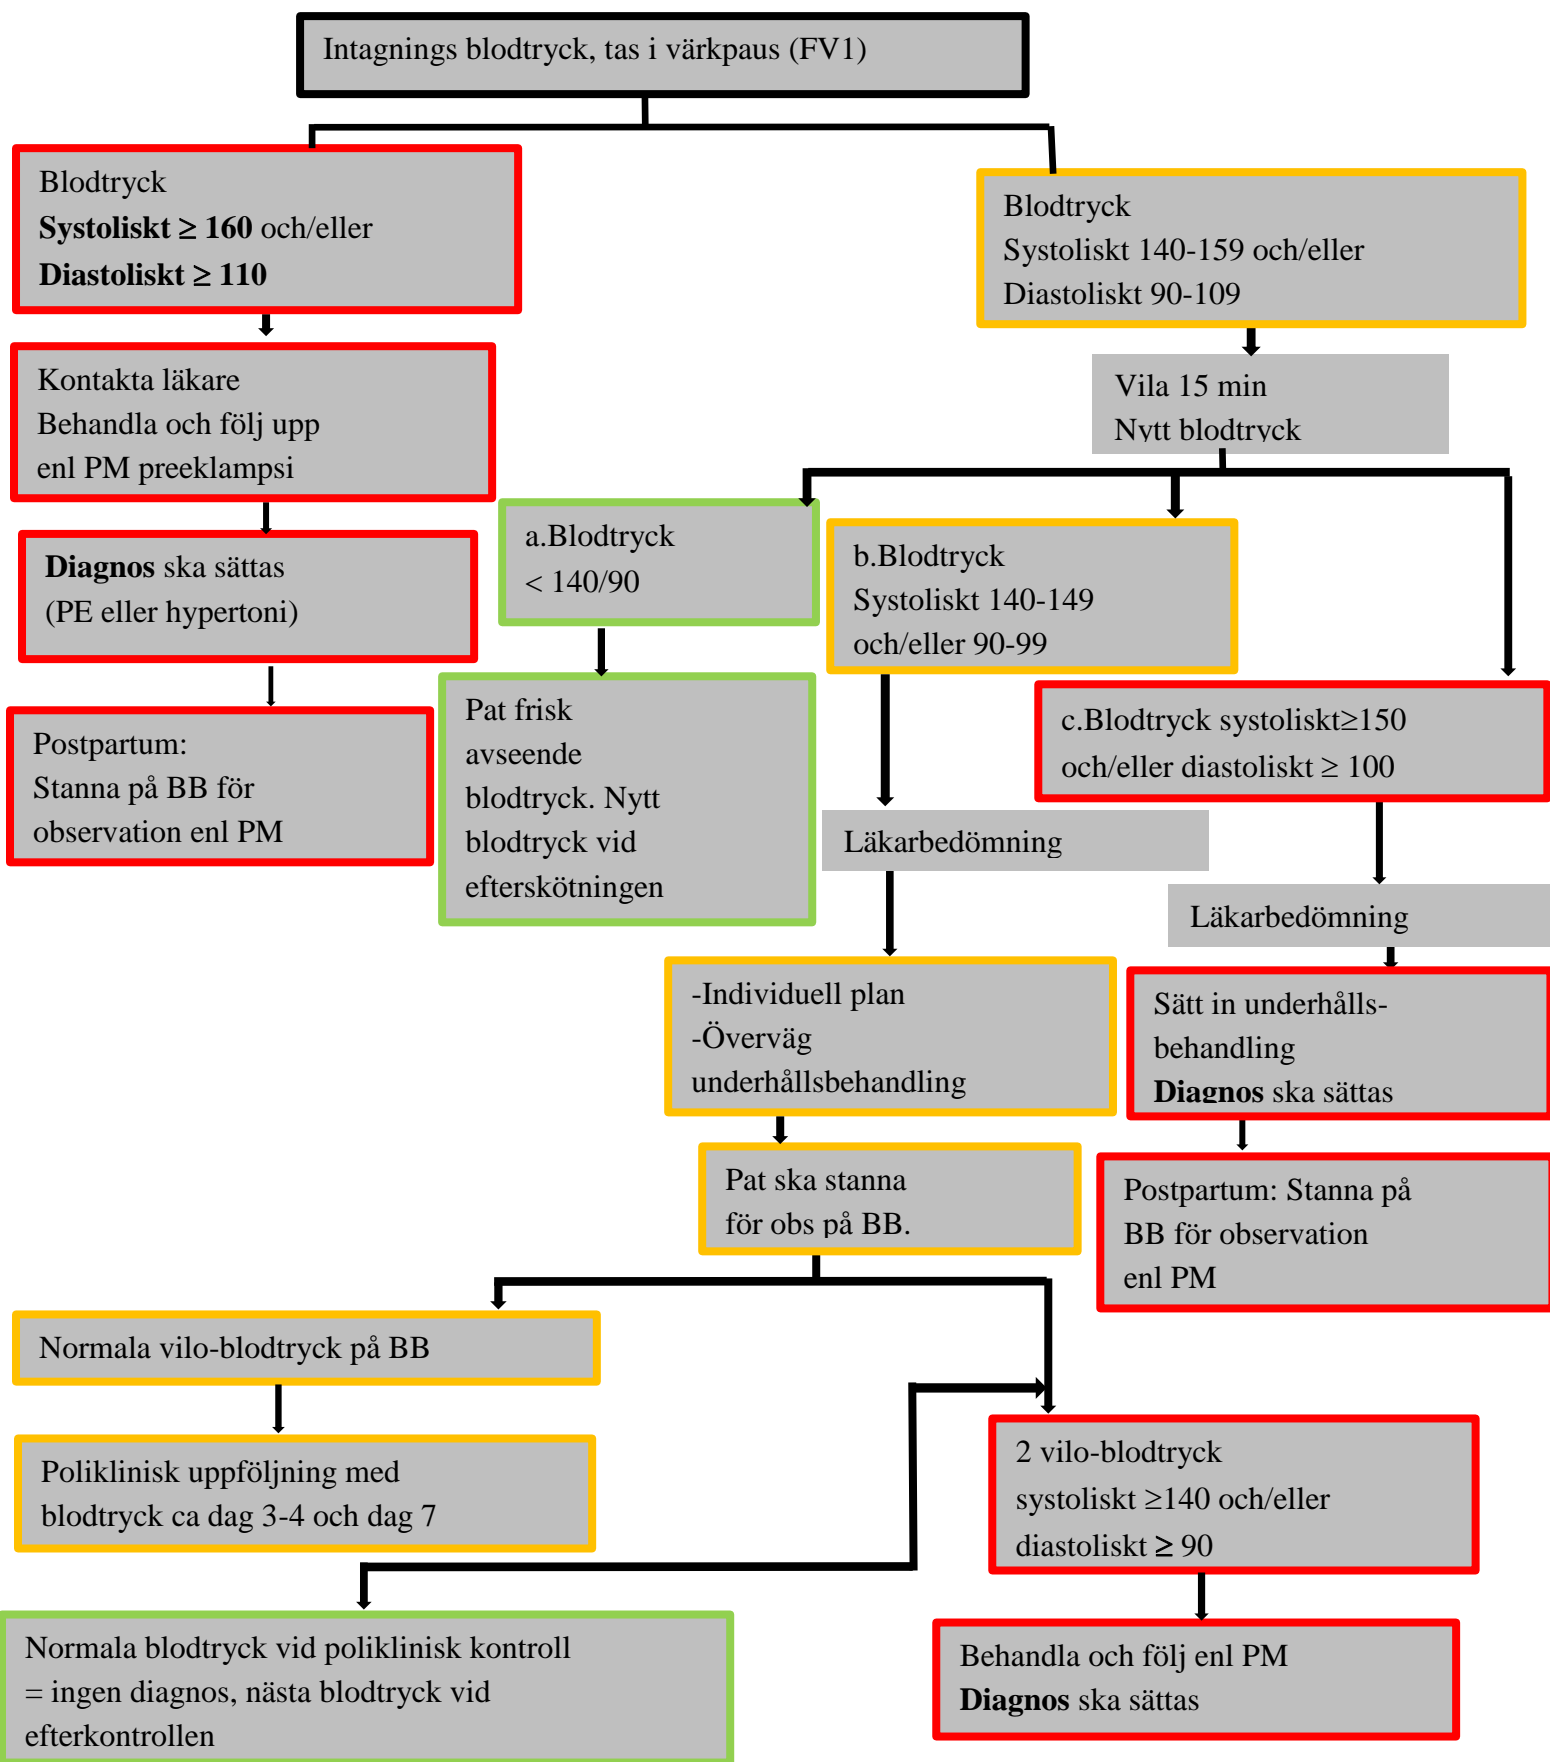 Intagnings blodtryck, tas i värkpaus (FV1)
Blodtryck
Systoliskt ≥ 160 och/eller
Diastoliskt ≥ 110
Blodtryck
Systoliskt 140-159 och/eller
Diastoliskt 90-109
Kontakta läkare
Behandla och följ upp
enl PM preeklampsi
Vila 15 min
Nytt blodtryck
Diagnos ska sättas
(PE eller hypertoni)
a.Blodtryck
< 140/90
b.Blodtryck
Systoliskt 140-149
och/eller 90-99
c.Blodtryck systoliskt≥150
och/eller diastoliskt ≥ 100
Postpartum:
Stanna på BB för
observation enl PM
Pat frisk
avseende
blodtryck. Nytt
blodtryck vid
efterskötningen
Läkarbedömning
Läkarbedömning
-Individuell plan
-Överväg
underhållsbehandling
Sätt in underhålls-
behandling
Diagnos ska sättas
Pat ska stanna
för obs på BB.
Postpartum: Stanna på
BB för observation
enl PM
Normala vilo-blodtryck på BB
Poliklinisk uppföljning med
blodtryck ca dag 3-4 och dag 7
2 vilo-blodtryck
systoliskt ≥140 och/eller
diastoliskt ≥ 90
Normala blodtryck vid poliklinisk kontroll
= ingen diagnos, nästa blodtryck vid
efterkontrollen
Behandla och följ enl PM
Diagnos ska sättas